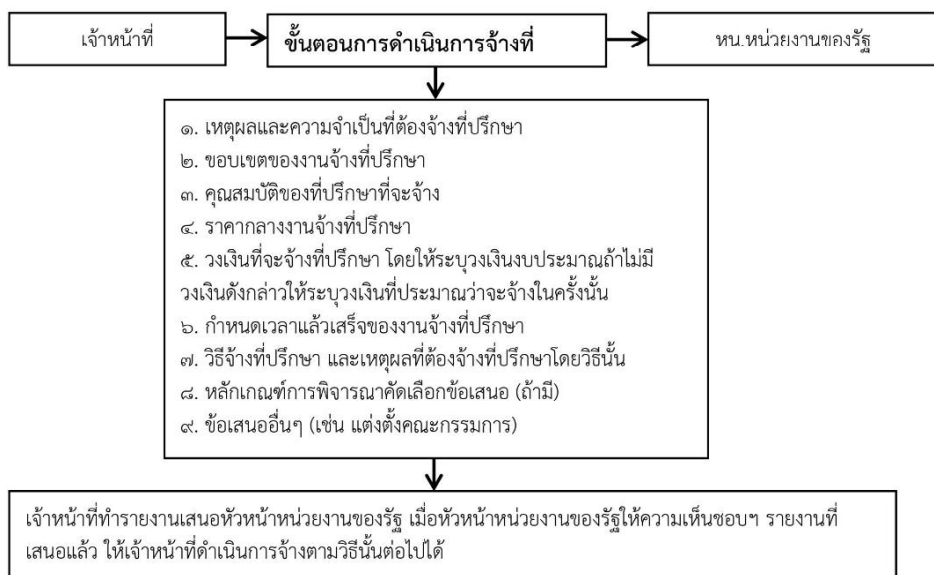 เจ้าหน้าที่
ขั้นตอนการดำเนินการจ้างที่
หน.หน่วยงานของรัฐ
๑. เหตุผลและความจำเป็นที่ต้องจ้างที่ปรึกษา
๒. ขอบเขตของงานจ้างที่ปรึกษา
๓. คุณสมบัติของที่ปรึกษาที่จะจ้าง
๔. ราคากลางงานจ้างที่ปรึกษา
๕. วงเงินที่จะจ้างที่ปรึกษา โดยให้ระบุวงเงินงบประมาณถ้าไม่มี
วงเงินดังกล่าวให้ระบุวงเงินที่ประมาณว่าจะจ้างในครั้งนั้น
๖. กำหนดเวลาแล้วเสร็จของงานจ้างที่ปรึกษา
๗. วิธีจ้างที่ปรึกษา และเหตุผลที่ต้องจ้างที่ปรึกษาโดยวิธีนั้น
๘. หลักเกณฑ์การพิจารณาคัดเลือกข้อเสนอ (ถ้ามี)
๙. ข้อเสนออื่นๆ (เช่น แต่งตั้งคณะกรรมการ)
เจ้าหน้าที่ทำรายงานเสนอหัวหน้าหน่วยงานของรัฐ เมื่อหัวหน้าหน่วยงานของรัฐให้ความเห็นชอบฯ รายงานที่
เสนอแล้ว ให้เจ้าหน้าที่ดำเนินการจ้างตามวิธีนั้นต่อไปได้